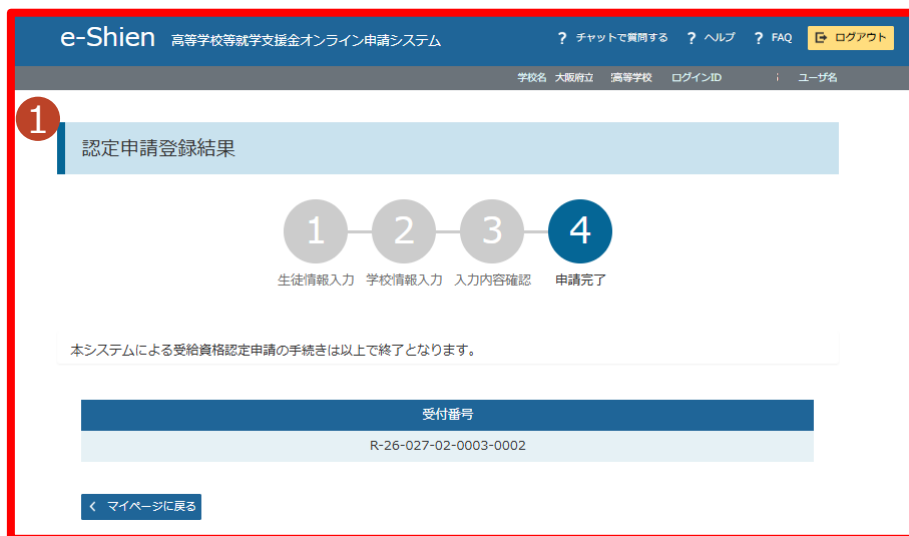 e-Shien 高等学校等就学支援金オンライン申請システム ? チャットで質問する ? ヘルプ ? FAQ ログアウト
学校名 大阪府立 高等学校 ログインID ユーザ名
1
認定申請登録結果
1 2 3 4
生徒情報入力 学校情報入力 入力内容確認 申請完了
本システムによる受給資格認定申請の手続きは以上で終了となります。
受付番号
R-26-027-02-0003-0002
マイページに戻る